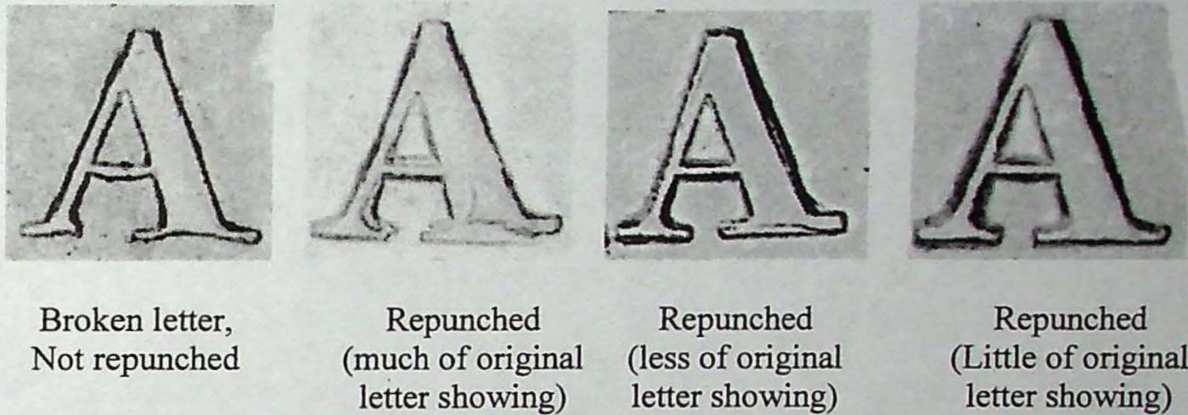 A A A A
Broken letter,
Not repunched
Repunched
(much of original
letter showing)
Repunched
(less of original
letter showing)
Repunched
(Little of original
letter showing)